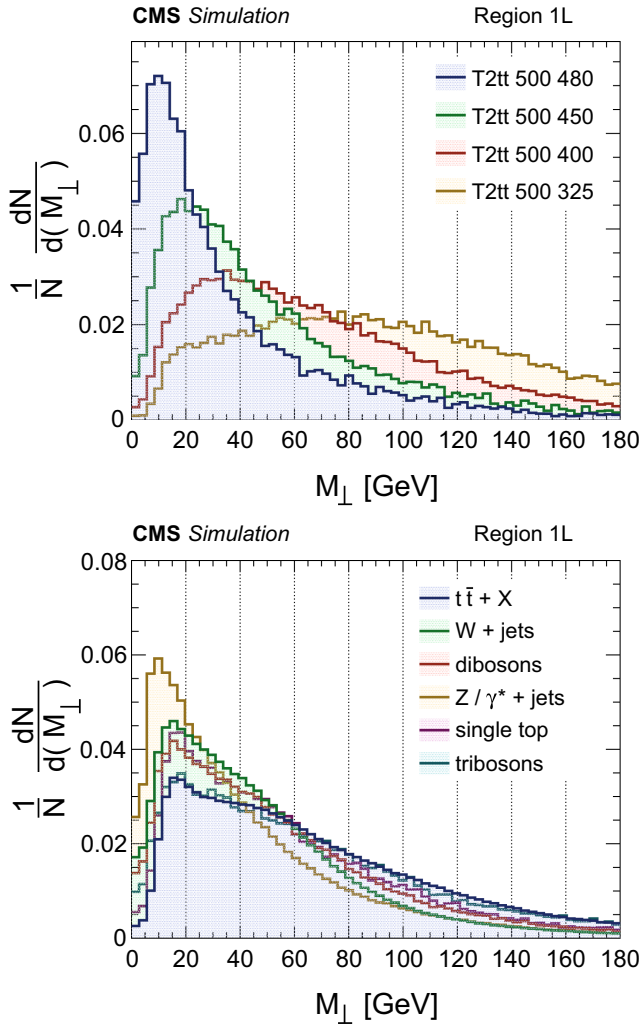 CMS Simulation Region 1L
T2tt 500 480
T2tt 500 450
T2tt 500 400
T2tt 500 325
1/N dN/d( M⊥ )
0.06
0.04
0.02
0
0 20 40 60 80 100 120 140 160 180
M⊥ [GeV]
CMS Simulation Region 1L
t t̄ + X
W + jets
dibosons
Z / γ* + jets
single top
tribosons
1/N dN/d( M⊥ )
0.08
0.06
0.04
0.02
0
0 20 40 60 80 100 120 140 160 180
M⊥ [GeV]